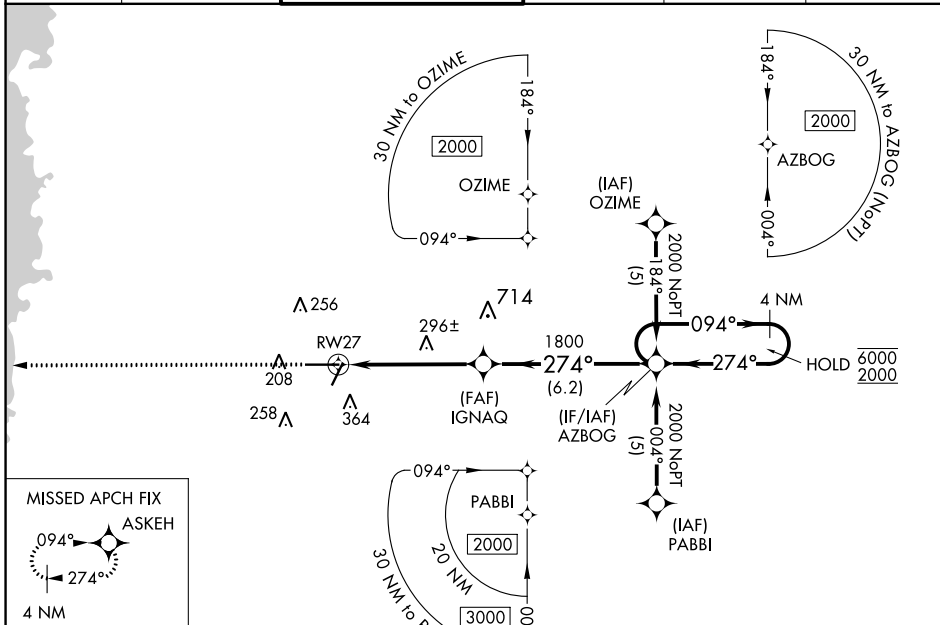 30 NM to OZIME
184°
2000
OZIME
094°
184°
30 NM to AZBOG (NoPT)
2000
AZBOG
004°
(IAF)
OZIME
2000 NoPT
184°
(5)
256
714
296±
RW27
1800
274°
(6.2)
094°
4 NM
274°
HOLD
6000
2000
208
258
364
(FAF)
IGNAQ
(IF/IAF)
AZBOG
2000 NoPT
004°
(5)
(IAF)
PABBI
094°
PABBI
2000
20 NM
30 NM to
3000
MISSED APCH FIX
ASKEH
094°
274°
4 NM